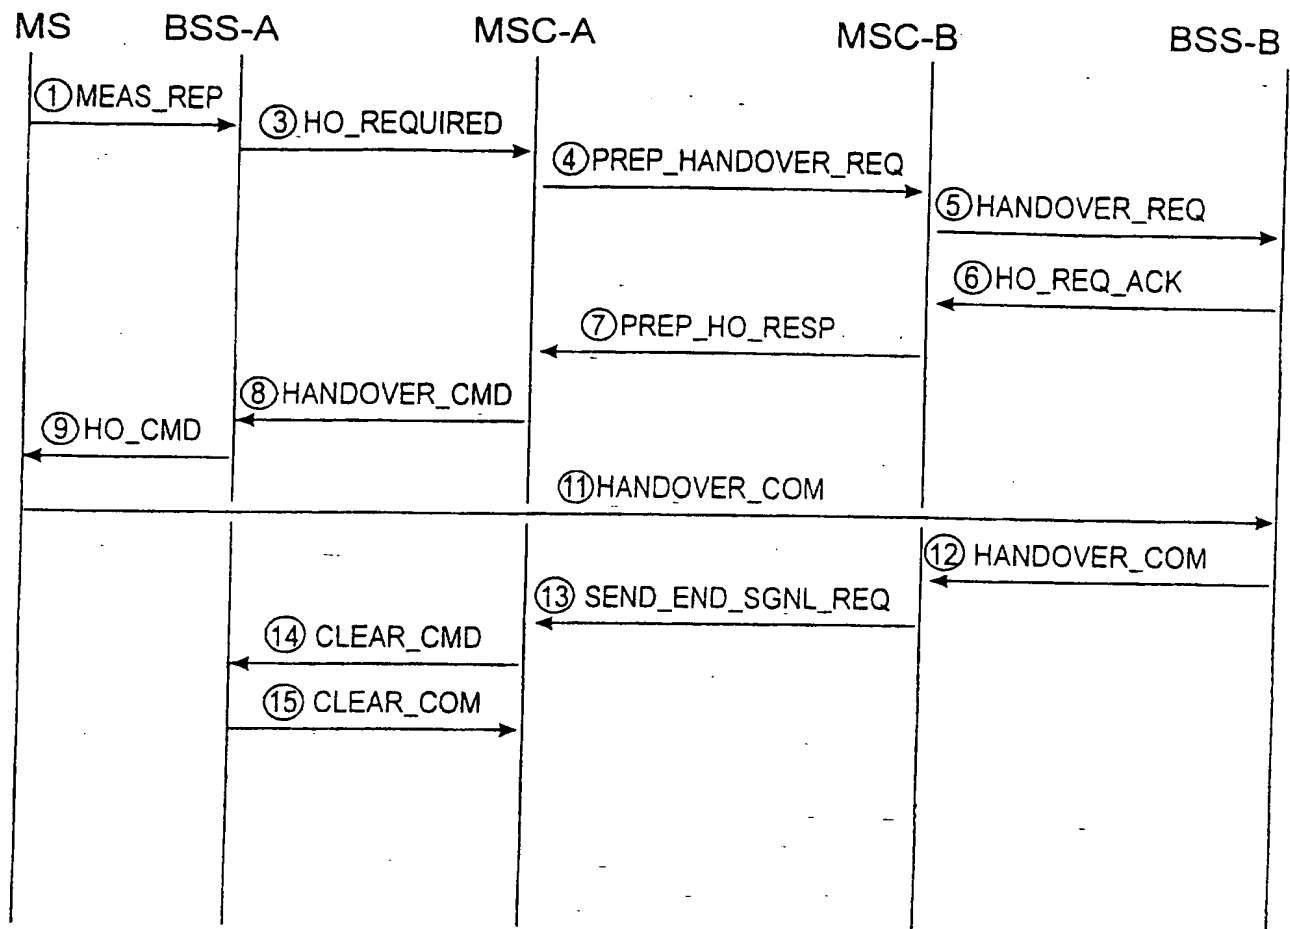 MS BSS-A MSC-A MSC-B BSS-B
①MEAS_REP
③HO_REQUIRED
④PREP_HANDOVER_REQ
⑤HANDOVER_REQ
⑥HO_REQ_ACK
⑦PREP_HO_RESP
⑧HANDOVER_CMD
⑨HO_CMD
⑪HANDOVER_COM
⑫ HANDOVER_COM
⑬ SEND_END_SGNL_REQ
⑭ CLEAR_CMD
⑮ CLEAR_COM